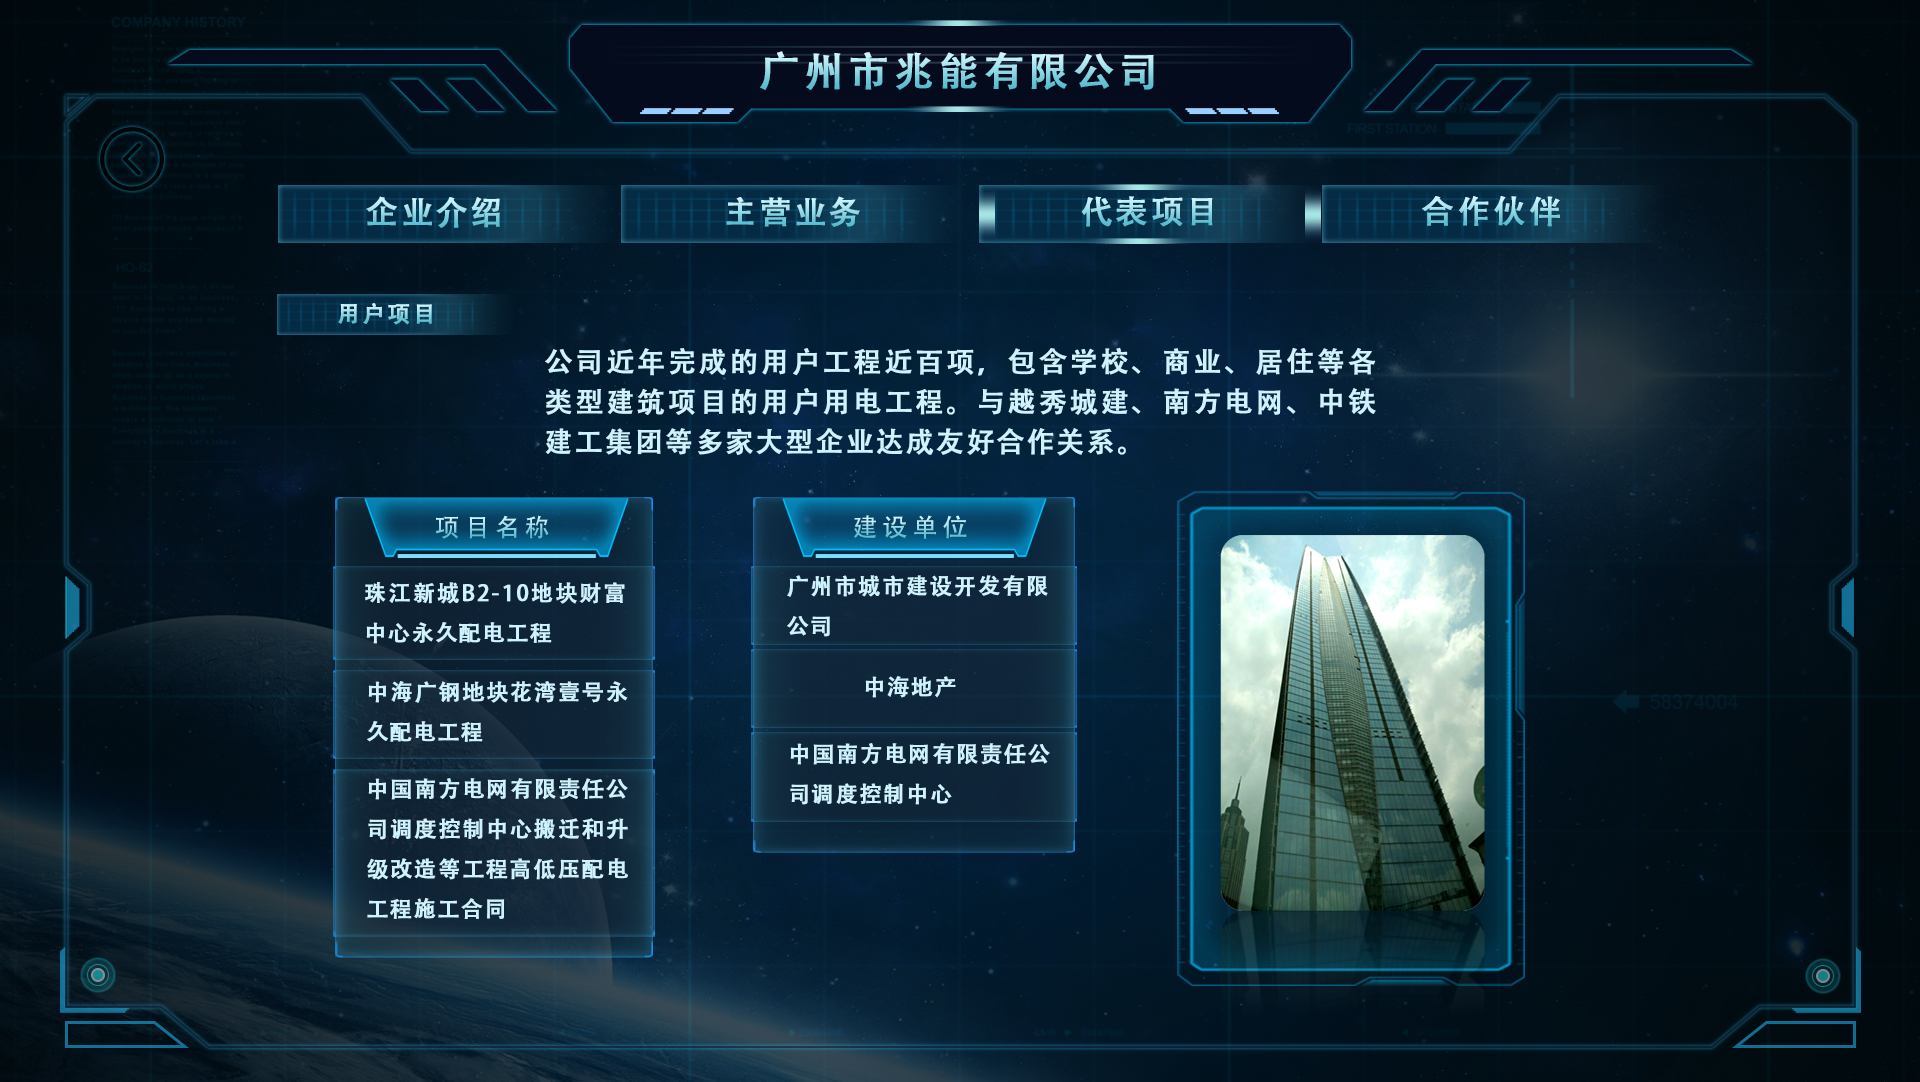 COMPANY HISTORY
广州市兆能有限公司
FIRST STATION
企业介绍
主营业务
代表项目
合作伙伴
HO-62
用户项目
公司近年完成的用户工程近百项，包含学校、商业、居住等各
类型建筑项目的用户用电工程。与越秀城建、南方电网、中铁
建工集团等多家大型企业达成友好合作关系。
项目名称
珠江新城B2-10地块财富
中心永久配电工程
中海广钢地块花湾壹号永
久配电工程
中国南方电网有限责任公
司调度控制中心搬迁和升
级改造等工程高低压配电
工程施工合同
建设单位
广州市城市建设开发有限
公司
中海地产
中国南方电网有限责任公
司调度控制中心
58374004